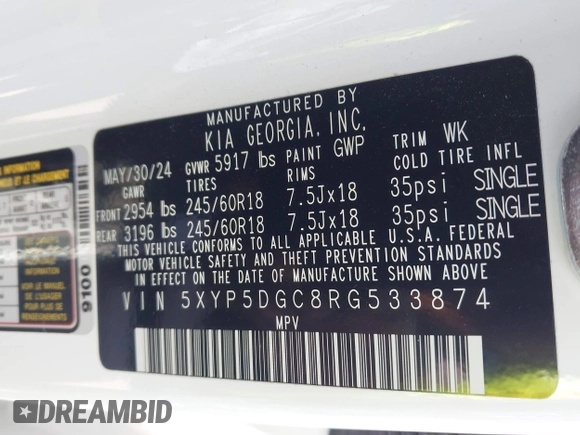 MANUFACTURED BY
KIA GEORGIA, INC.
MAY/30/24 GVWR 5917 lbs PAINT GWP TRIM WK
GAWR TIRES RIMS COLD TIRE INFL
FRONT 2954 lbs 245/60R18 7.5Jx18 35psi SINGLE
REAR 3196 lbs 245/60R18 7.5Jx18 35psi SINGLE
THIS VEHICLE CONFORMS TO ALL APPLICABLE U.S.A. FEDERAL
MOTOR VEHICLE SAFETY AND THEFT PREVENTION STANDARDS
IN EFFECT ON THE DATE OF MANUFACTURE SHOWN ABOVE.
VIN 5XYP5DGC8RG533874
MPV
9100
DREAMBID